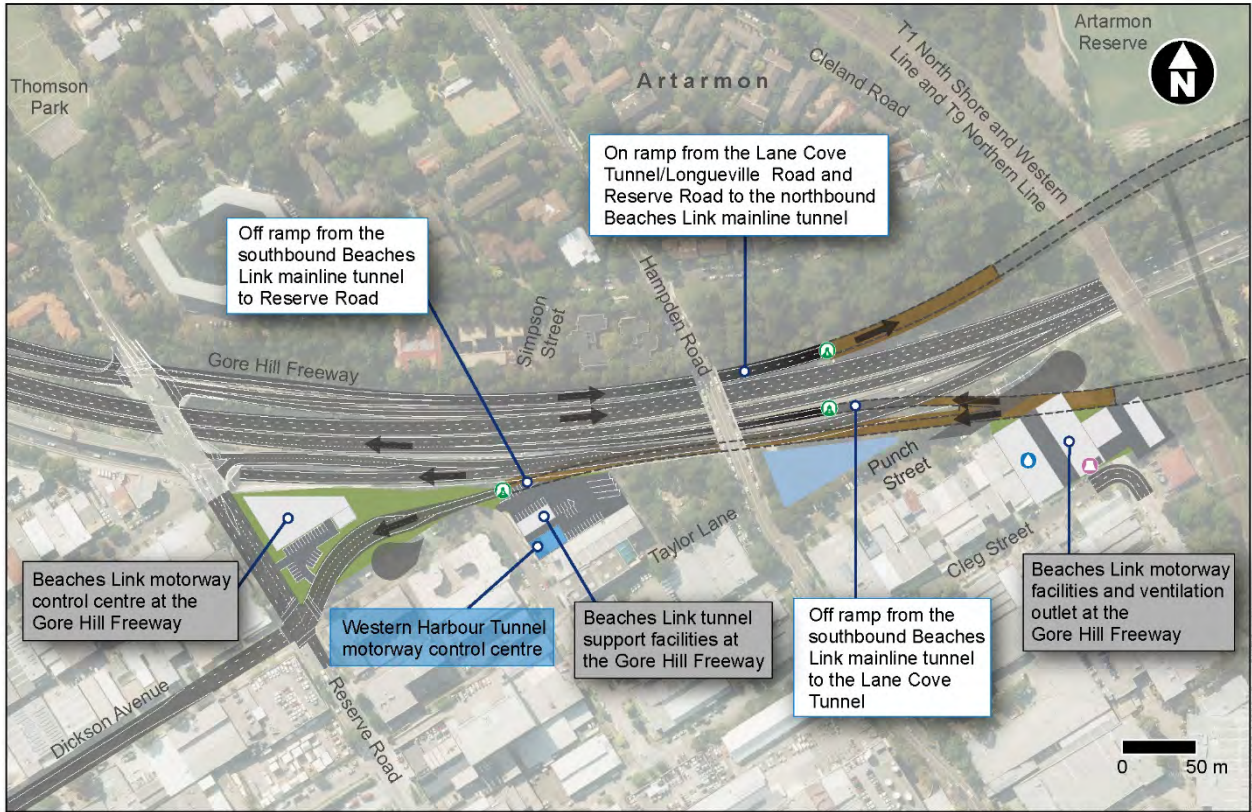 Artarmon
Reserve
T1 North Shore and Western
Line and T9 Northern Line
N
Thomson
Park
Artarmon
Cleland Road
On ramp from the Lane Cove
Tunnel/Longueville Road and
Reserve Road to the northbound
Beaches Link mainline tunnel
Off ramp from the
southbound Beaches
Link mainline tunnel
to Reserve Road
Simpson
Street
Hampden Road
Gore Hill Freeway
Punch
Street
Taylor Lane
Cleg Street
Beaches Link motorway
control centre at the
Gore Hill Freeway
Western Harbour Tunnel
motorway control centre
Beaches Link tunnel
support facilities at
the Gore Hill Freeway
Off ramp from the
southbound Beaches
Link mainline tunnel
to the Lane Cove
Tunnel
Beaches Link motorway
facilities and ventilation
outlet at the
Gore Hill Freeway
Dickson Avenue
Reserve Road
0 50 m